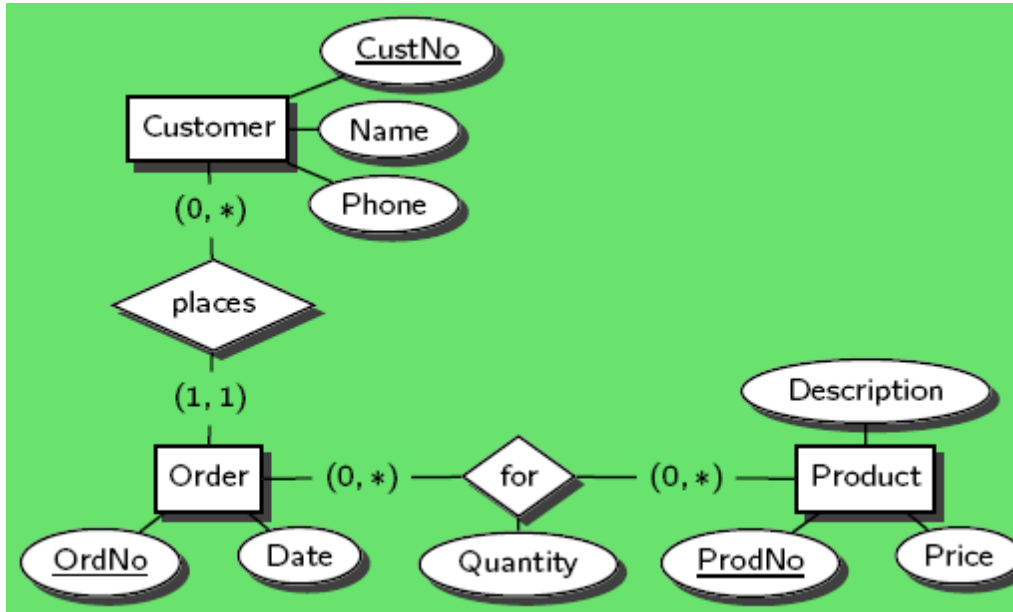 CustNo
Customer
Name
Phone
(0, *)
places
(1, 1)
Description
Order
(0, *)
for
(0, *)
Product
OrdNo
Date
Quantity
ProdNo
Price